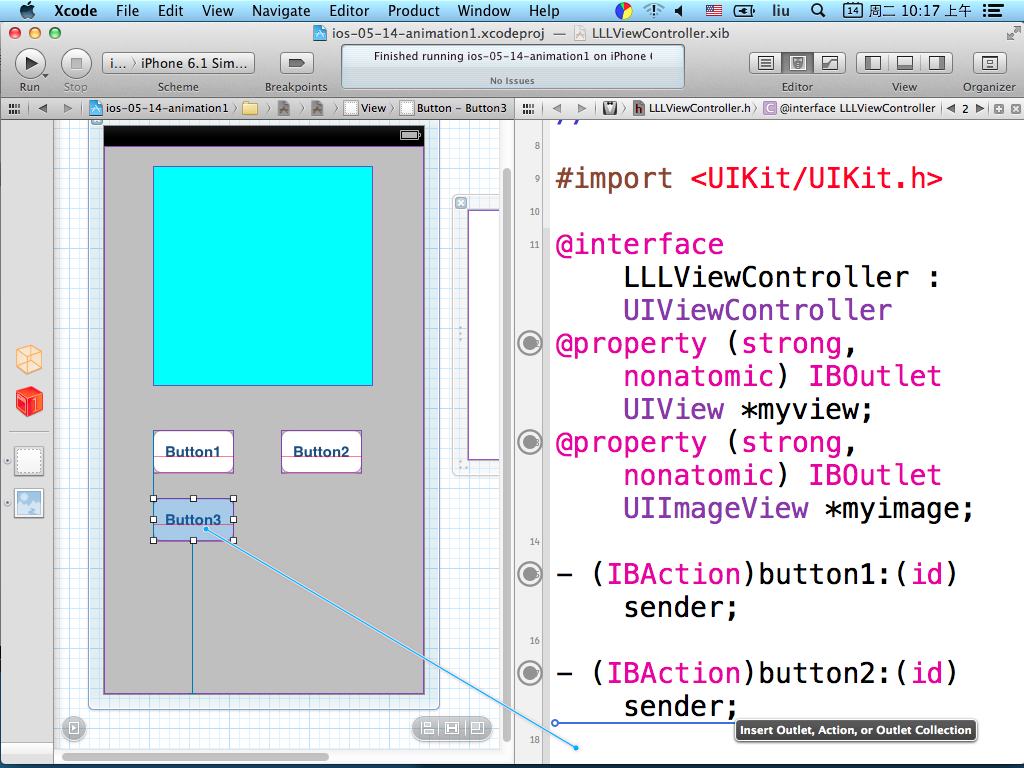 Xcode File Edit View Navigate Editor Product Window Help liu 14 周二 10:17 上午
ios-05-14-animation1.xcodeproj — LLLViewController.xib
i... 〉 iPhone 6.1 Sim...
Finished running ios-05-14-animation1 on iPhone
No Issues
Run Stop Scheme Breakpoints Editor View Organizer
ios-05-14-animation1 View Button - Button3
LLLViewController.h @interface LLLViewController 2
8
9 #import <UIKit/UIKit.h>
10
11 @interface
LLLViewController :
UIViewController
@property (strong,
nonatomic) IBOutlet
UIView *myview;
@property (strong,
nonatomic) IBOutlet
UIImageView *myimage;
14
- (IBAction)button1:(id)
sender;
16
- (IBAction)button2:(id)
sender;
18
Insert Outlet, Action, or Outlet Collection
Button1 Button2
Button3